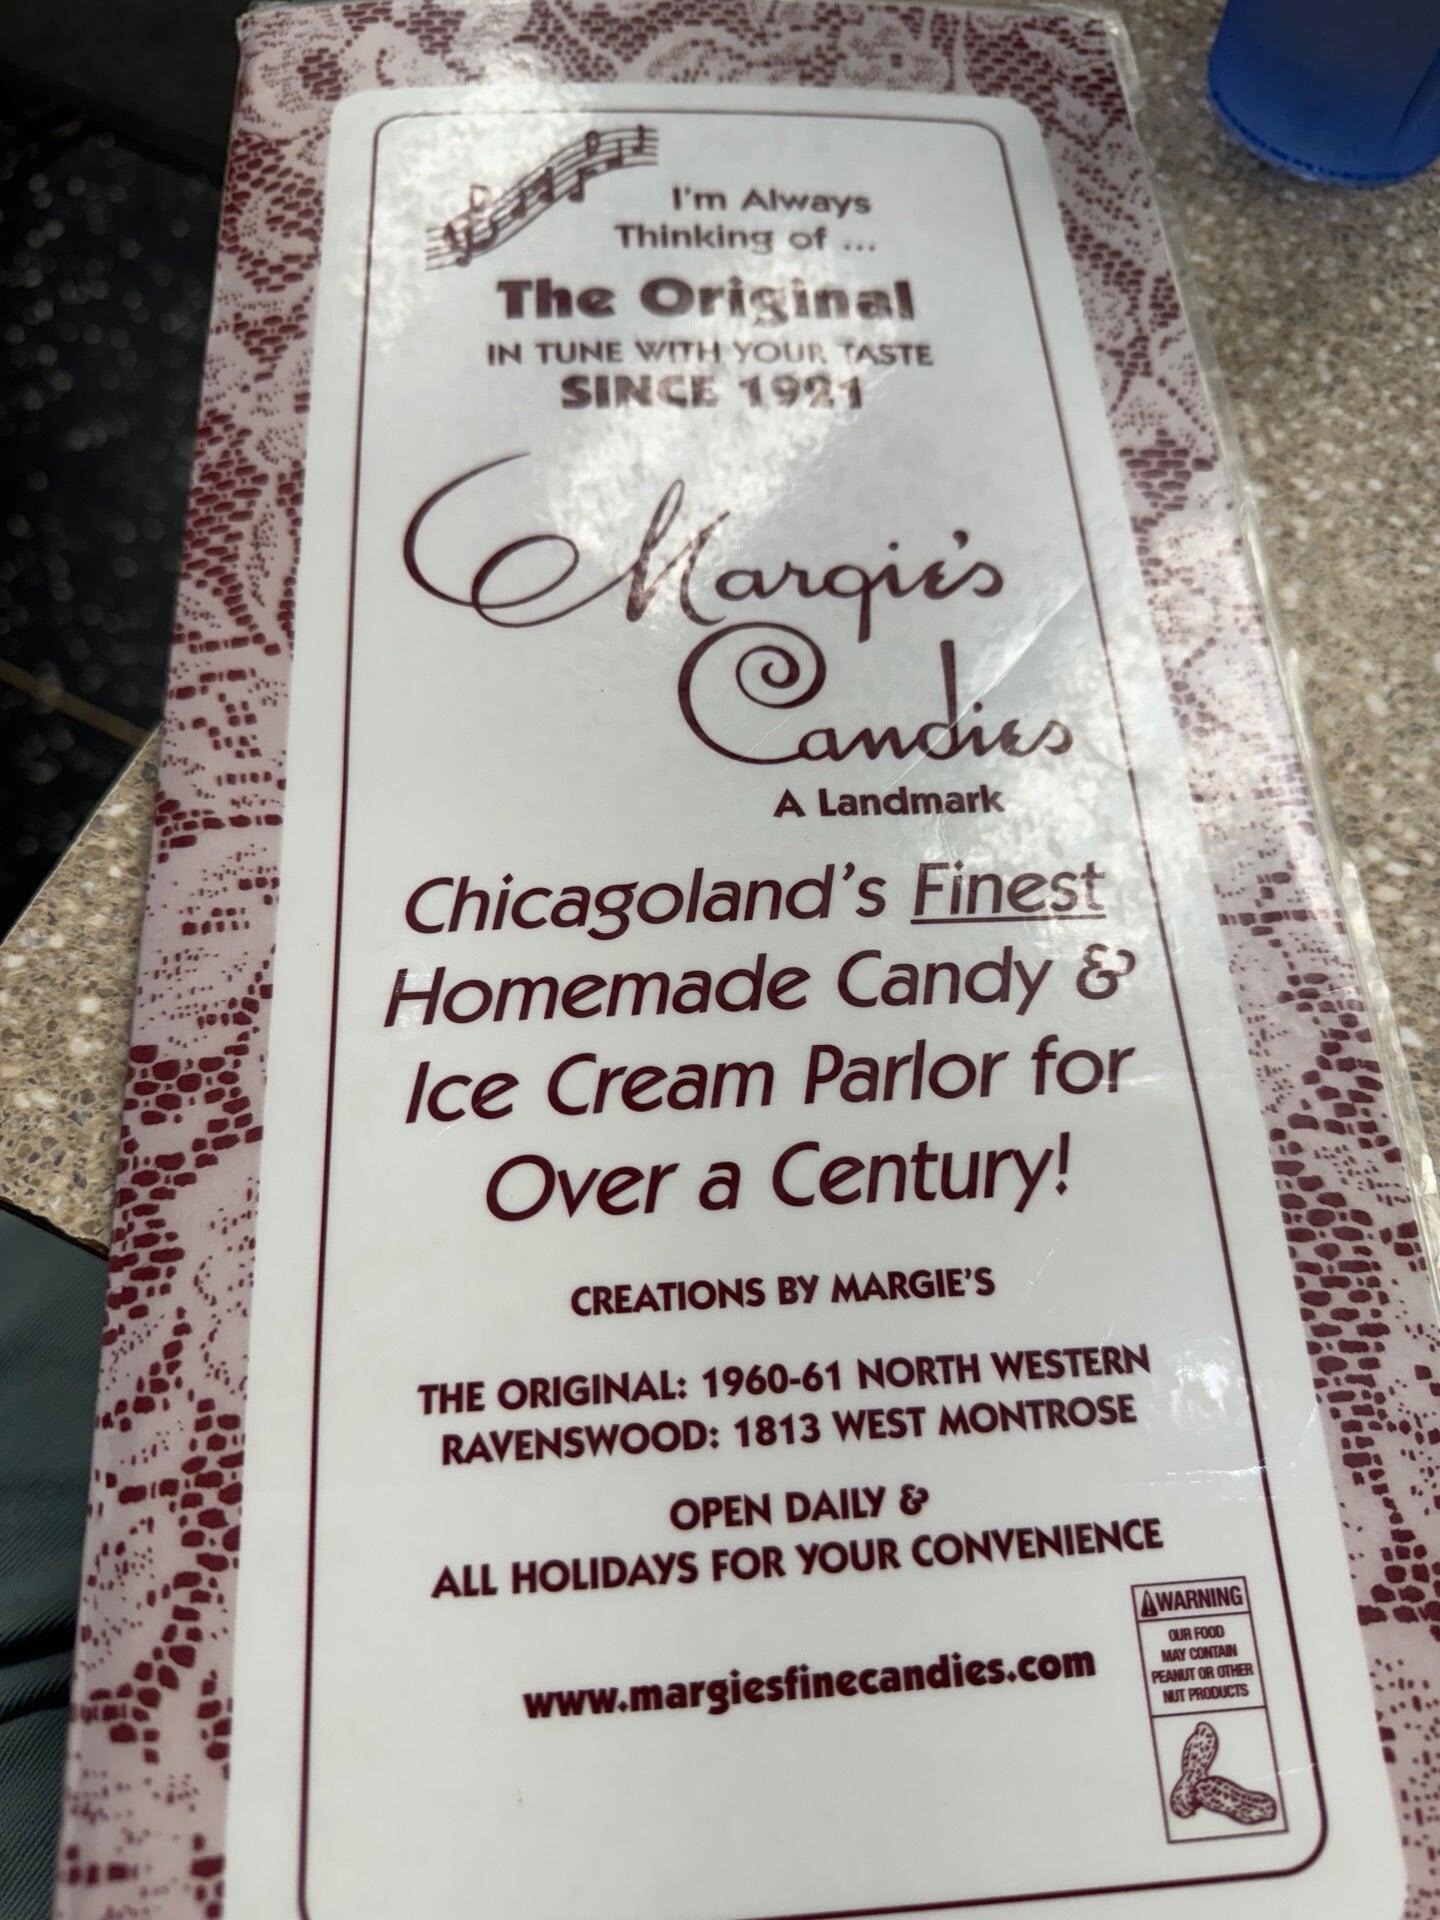 I'm Always
Thinking of ...
The Original
IN TUNE WITH YOUR TASTE
SINCE 1921
Margie's
Candies
A Landmark
Chicagoland's Finest
Homemade Candy &
Ice Cream Parlor for
Over a Century!
CREATIONS BY MARGIE'S
THE ORIGINAL: 1960-61 NORTH WESTERN
RAVENSWOOD: 1813 WEST MONTROSE
OPEN DAILY &
ALL HOLIDAYS FOR YOUR CONVENIENCE
www.margiesfinecandies.com
WARNING
OUR FOOD
MAY CONTAIN
PEANUT OR OTHER
NUT PRODUCTS